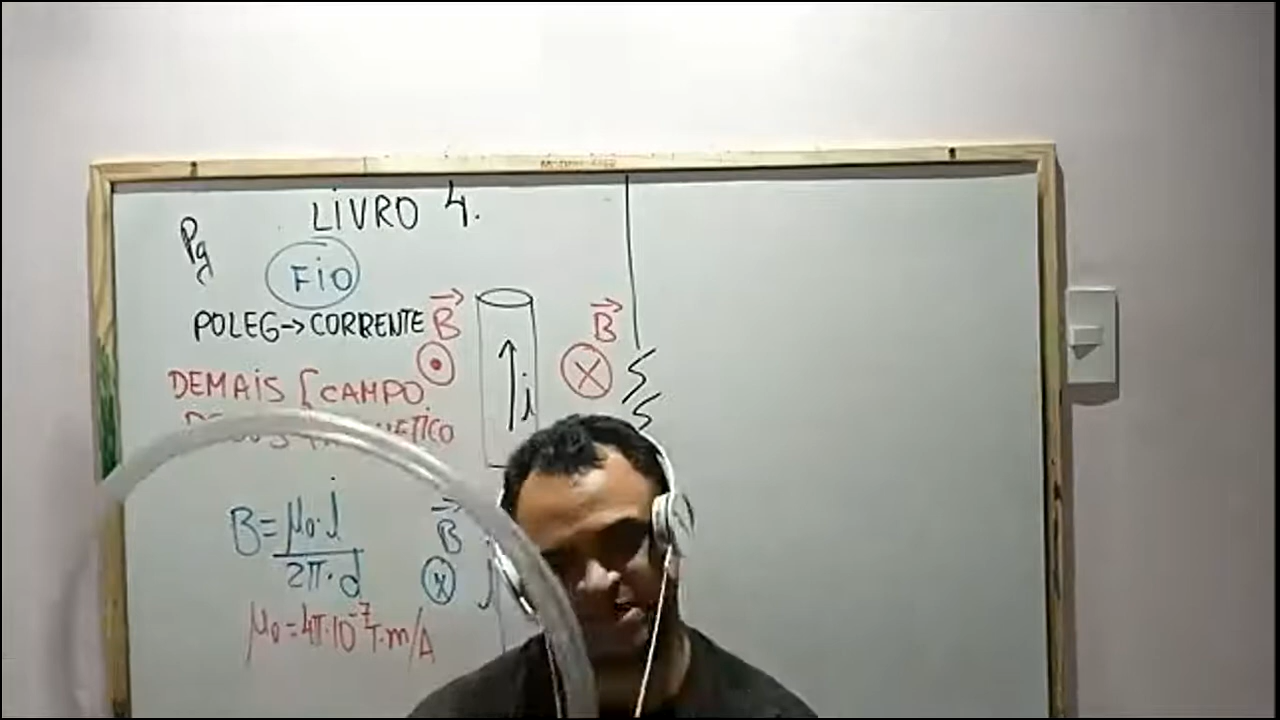 LIVRO 4.
Pg
FIO
POLEG→CORRENTE
B
B
DEMAIS [CAMPO
i
B=μ0.i
2π.d
B
X
μ0=4π.10^-7 T.m/A